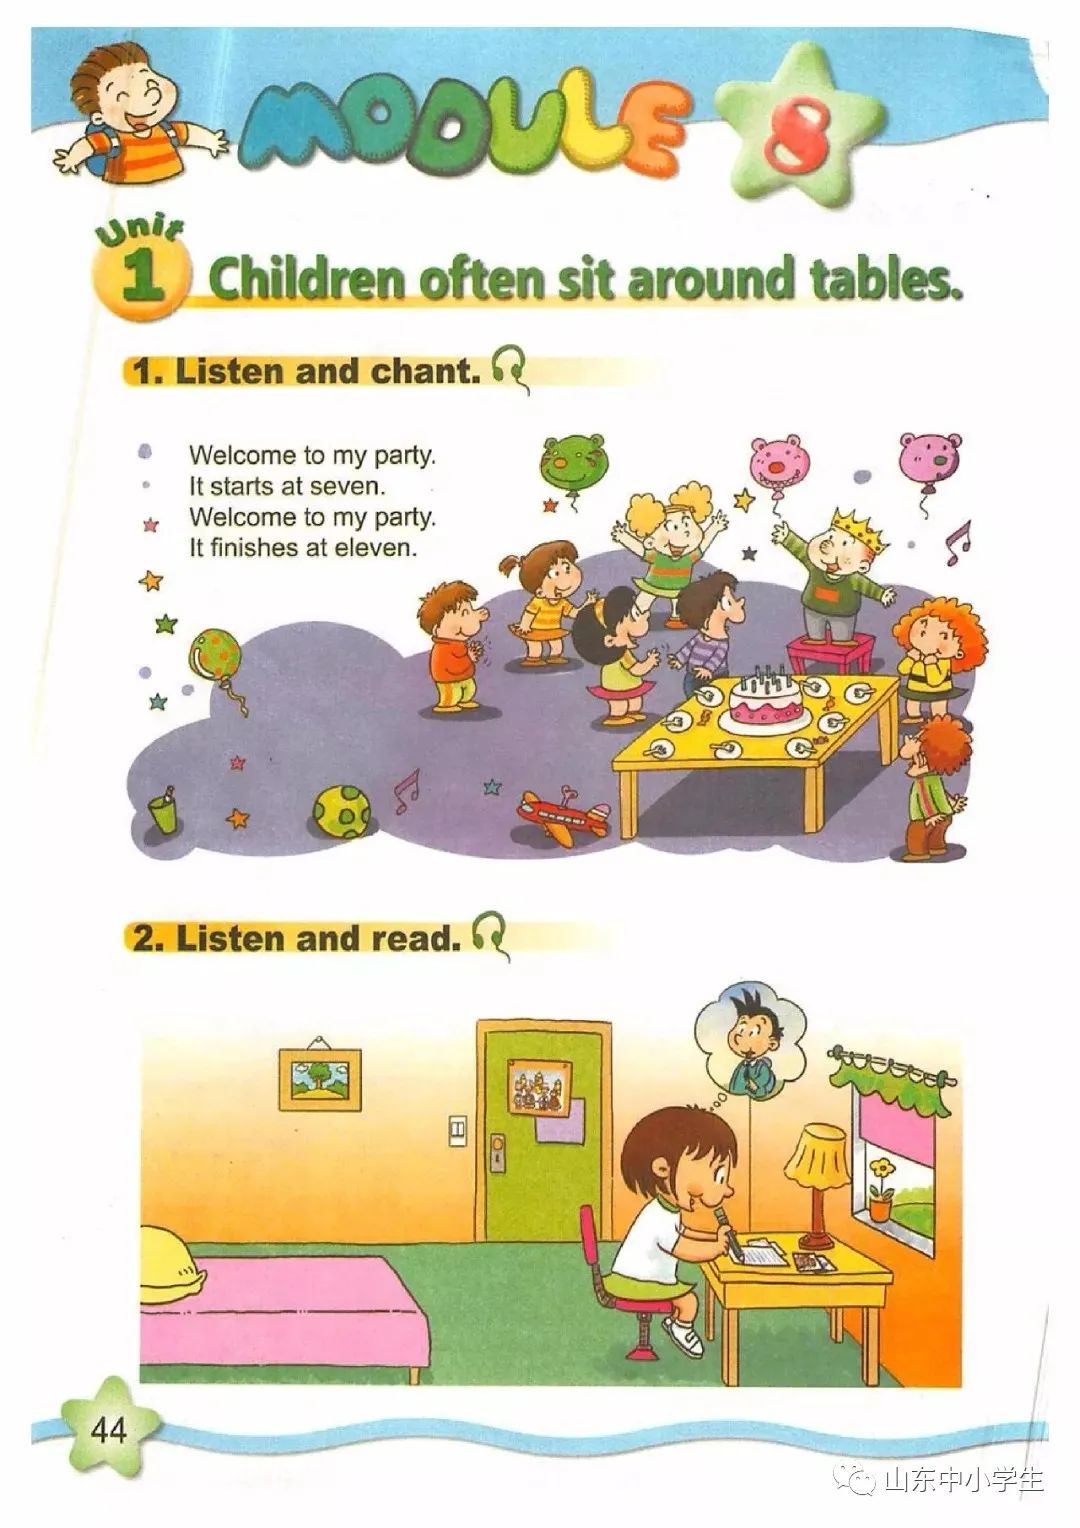 MODULE 8
Unit 1 Children often sit around tables.
1. Listen and chant.
Welcome to my party.
It starts at seven.
Welcome to my party.
It finishes at eleven.
2. Listen and read.
44
山东中小学生